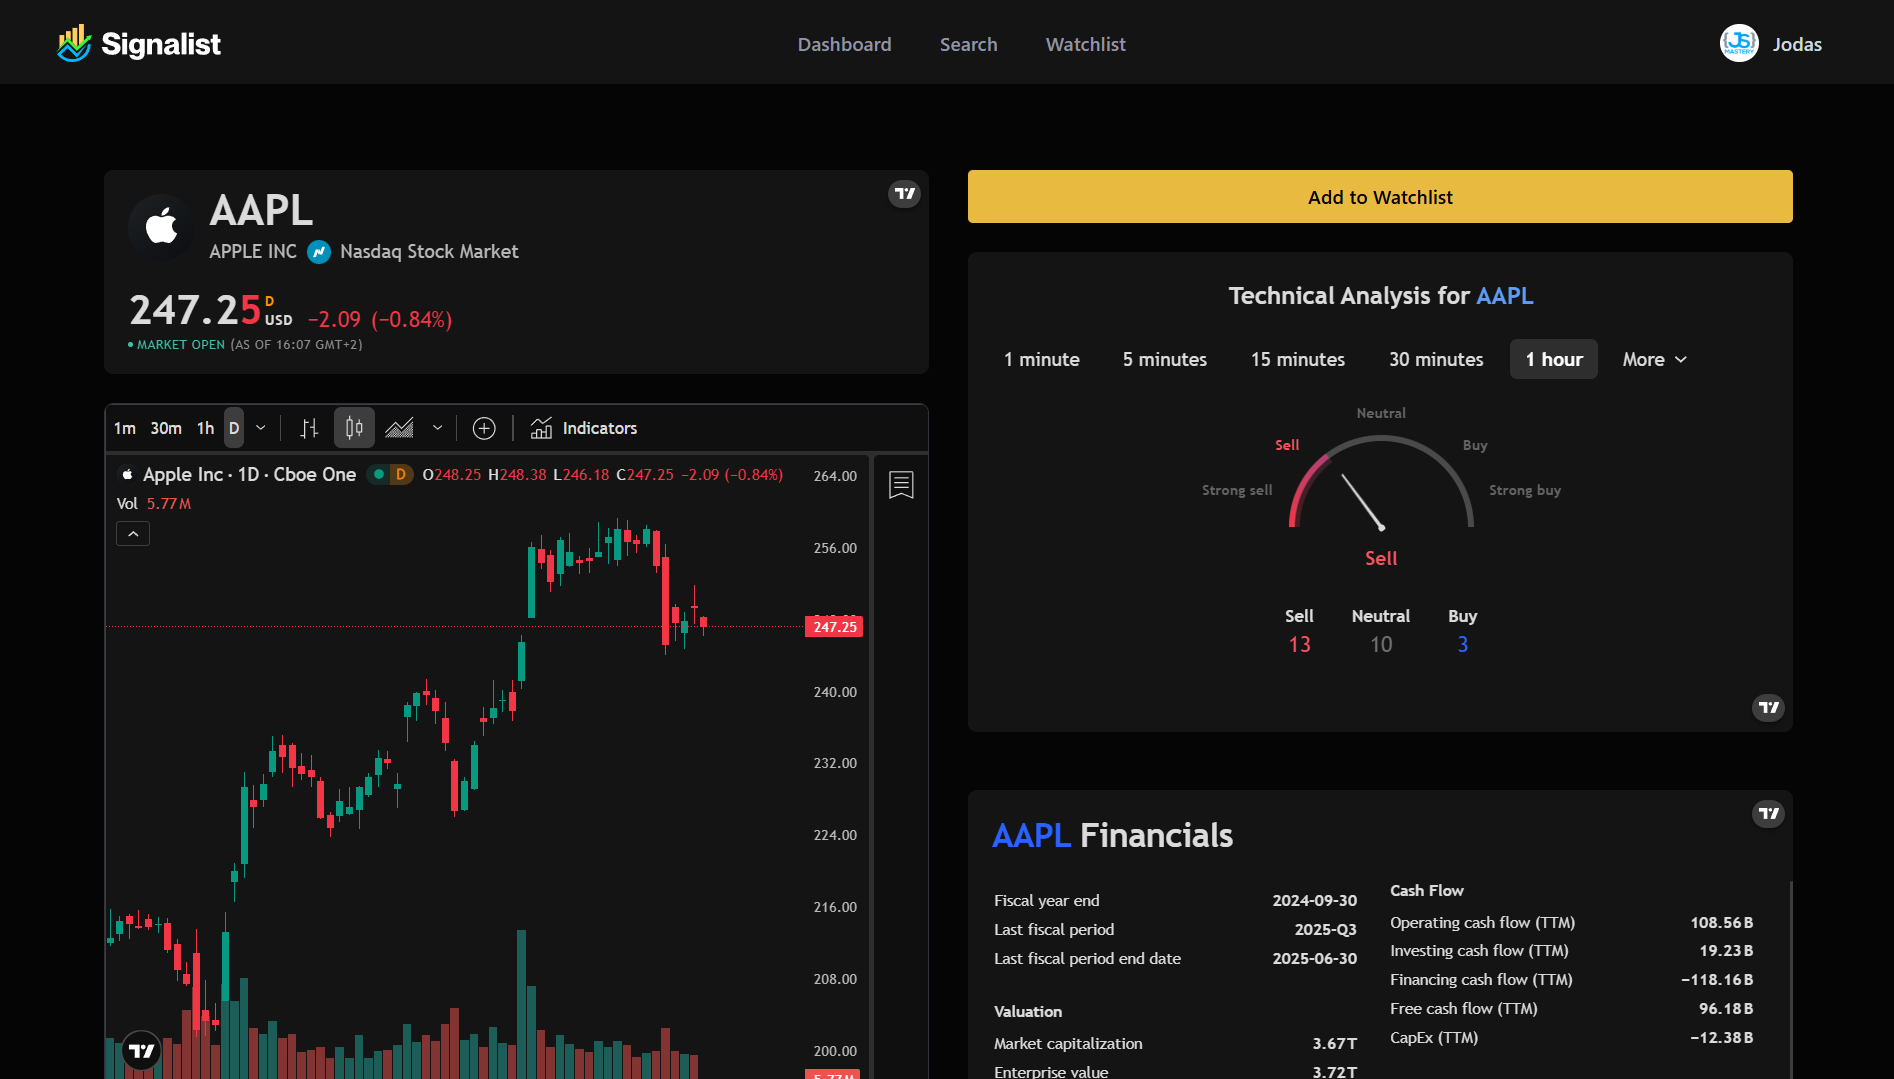 Signalist
Dashboard Search Watchlist
JS MASTERY Jodas
AAPL
APPLE INC Nasdaq Stock Market
247.25 D USD −2.09 (−0.84%)
MARKET OPEN (AS OF 16:07 GMT+2)
Add to Watchlist
Technical Analysis for AAPL
1 minute 5 minutes 15 minutes 30 minutes 1 hour More
Neutral
Sell Buy
Strong sell Strong buy
Sell
Sell Neutral Buy
13 10 3
1m 30m 1h D Indicators
Apple Inc · 1D · Cboe One D O248.25 H248.38 L246.18 C247.25 −2.09 (−0.84%)
Vol 5.77M
264.00
256.00
247.25
240.00
232.00
224.00
216.00
208.00
200.00
5.77M
AAPL Financials
Fiscal year end 2024-09-30
Last fiscal period 2025-Q3
Last fiscal period end date 2025-06-30
Valuation
Market capitalization 3.67T
Enterprise value 3.72T
Cash Flow
Operating cash flow (TTM) 108.56B
Investing cash flow (TTM) 19.23B
Financing cash flow (TTM) −118.16B
Free cash flow (TTM) 96.18B
CapEx (TTM) −12.38B